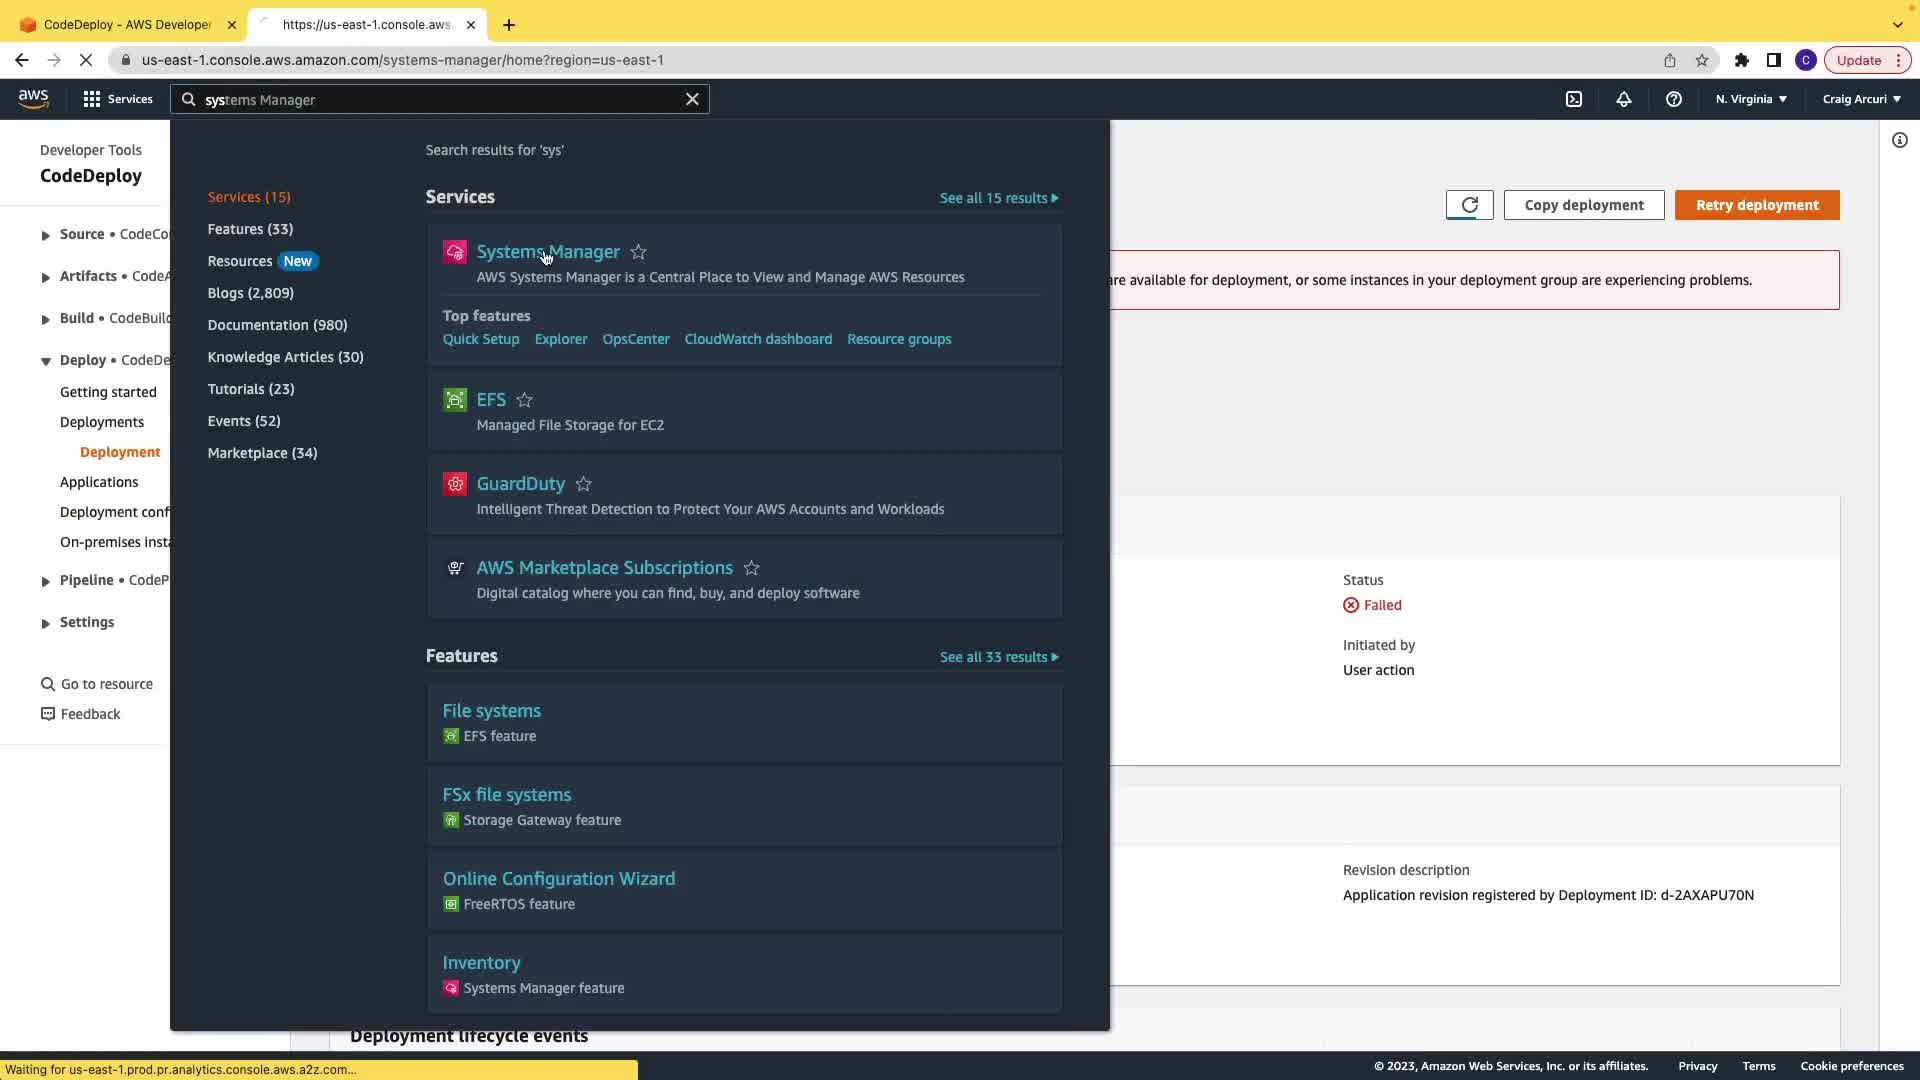 CodeDeploy - AWS Developer
https://us-east-1.console.aws.
us-east-1.console.aws.amazon.com/systems-manager/home?region=us-east-1
C
Update
aws
Services
systems Manager
N. Virginia
Craig Arcuri
Developer Tools
CodeDeploy
Source • CodeCo
Artifacts • CodeA
Build • CodeBuild
Deploy • CodeDe
Getting started
Deployments
Deployment
Applications
Deployment conf
On-premises insta
Pipeline • CodeP
Settings
Go to resource
Feedback
Services (15)
Features (33)
Resources New
Blogs (2,809)
Documentation (980)
Knowledge Articles (30)
Tutorials (23)
Events (52)
Marketplace (34)
Search results for 'sys'
Services
See all 15 results
Systems Manager
AWS Systems Manager is a Central Place to View and Manage AWS Resources
Top features
Quick Setup Explorer OpsCenter CloudWatch dashboard Resource groups
EFS
Managed File Storage for EC2
GuardDuty
Intelligent Threat Detection to Protect Your AWS Accounts and Workloads
AWS Marketplace Subscriptions
Digital catalog where you can find, buy, and deploy software
Features
See all 33 results
File systems
EFS feature
FSx file systems
Storage Gateway feature
Online Configuration Wizard
FreeRTOS feature
Inventory
Systems Manager feature
Copy deployment
Retry deployment
are available for deployment, or some instances in your deployment group are experiencing problems.
Status
Failed
Initiated by
User action
Revision description
Application revision registered by Deployment ID: d-2AXAPU70N
Deployment lifecycle events
Waiting for us-east-1.prod.pr.analytics.console.aws.a2z.com...
© 2023, Amazon Web Services, Inc. or its affiliates.
Privacy
Terms
Cookie preferences